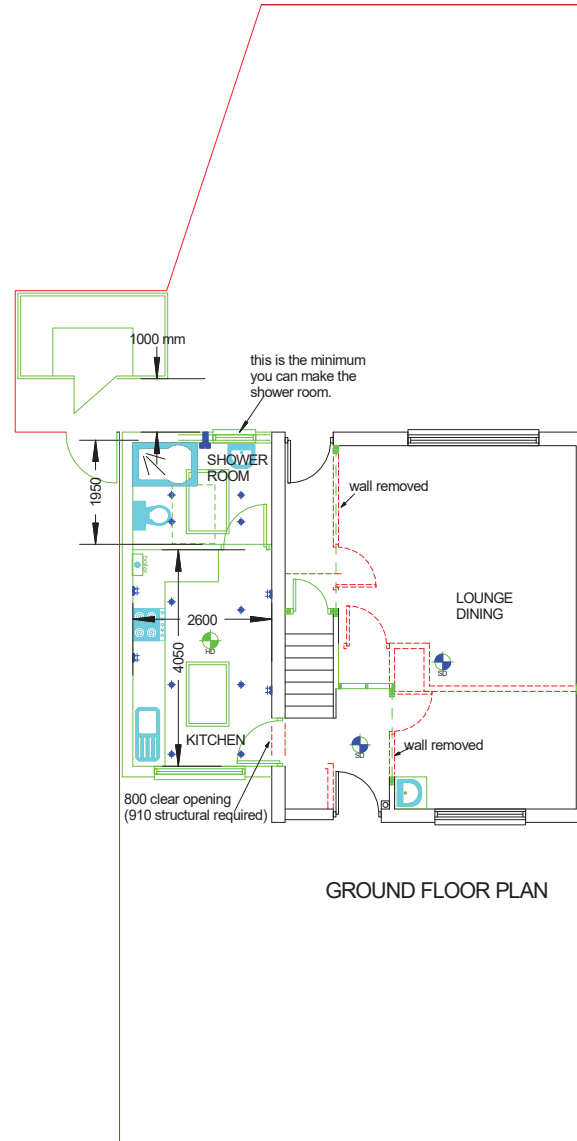 1000 mm
this is the minimum
you can make the
shower room.
SHOWER
ROOM
1950
wall removed
boiler
LOUNGE
DINING
2600
4050
HD
SD
KITCHEN
SD
wall removed
800 clear opening
(910 structural required)
GROUND FLOOR PLAN